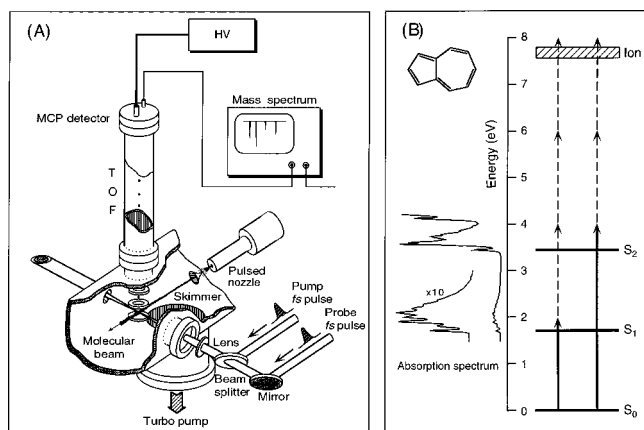 (A)
HV
MCP detector
Mass spectrum
T
O
F
Pulsed
nozzle
Skimmer
Pump
fs pulse
Probe
fs pulse
Molecular
beam
Lens
Beam
splitter
Mirror
Turbo pump
(B)
8
7
6
5
4
3
2
1
0
Energy (eV)
Ion
S2
S1
S0
x10
Absorption spectrum